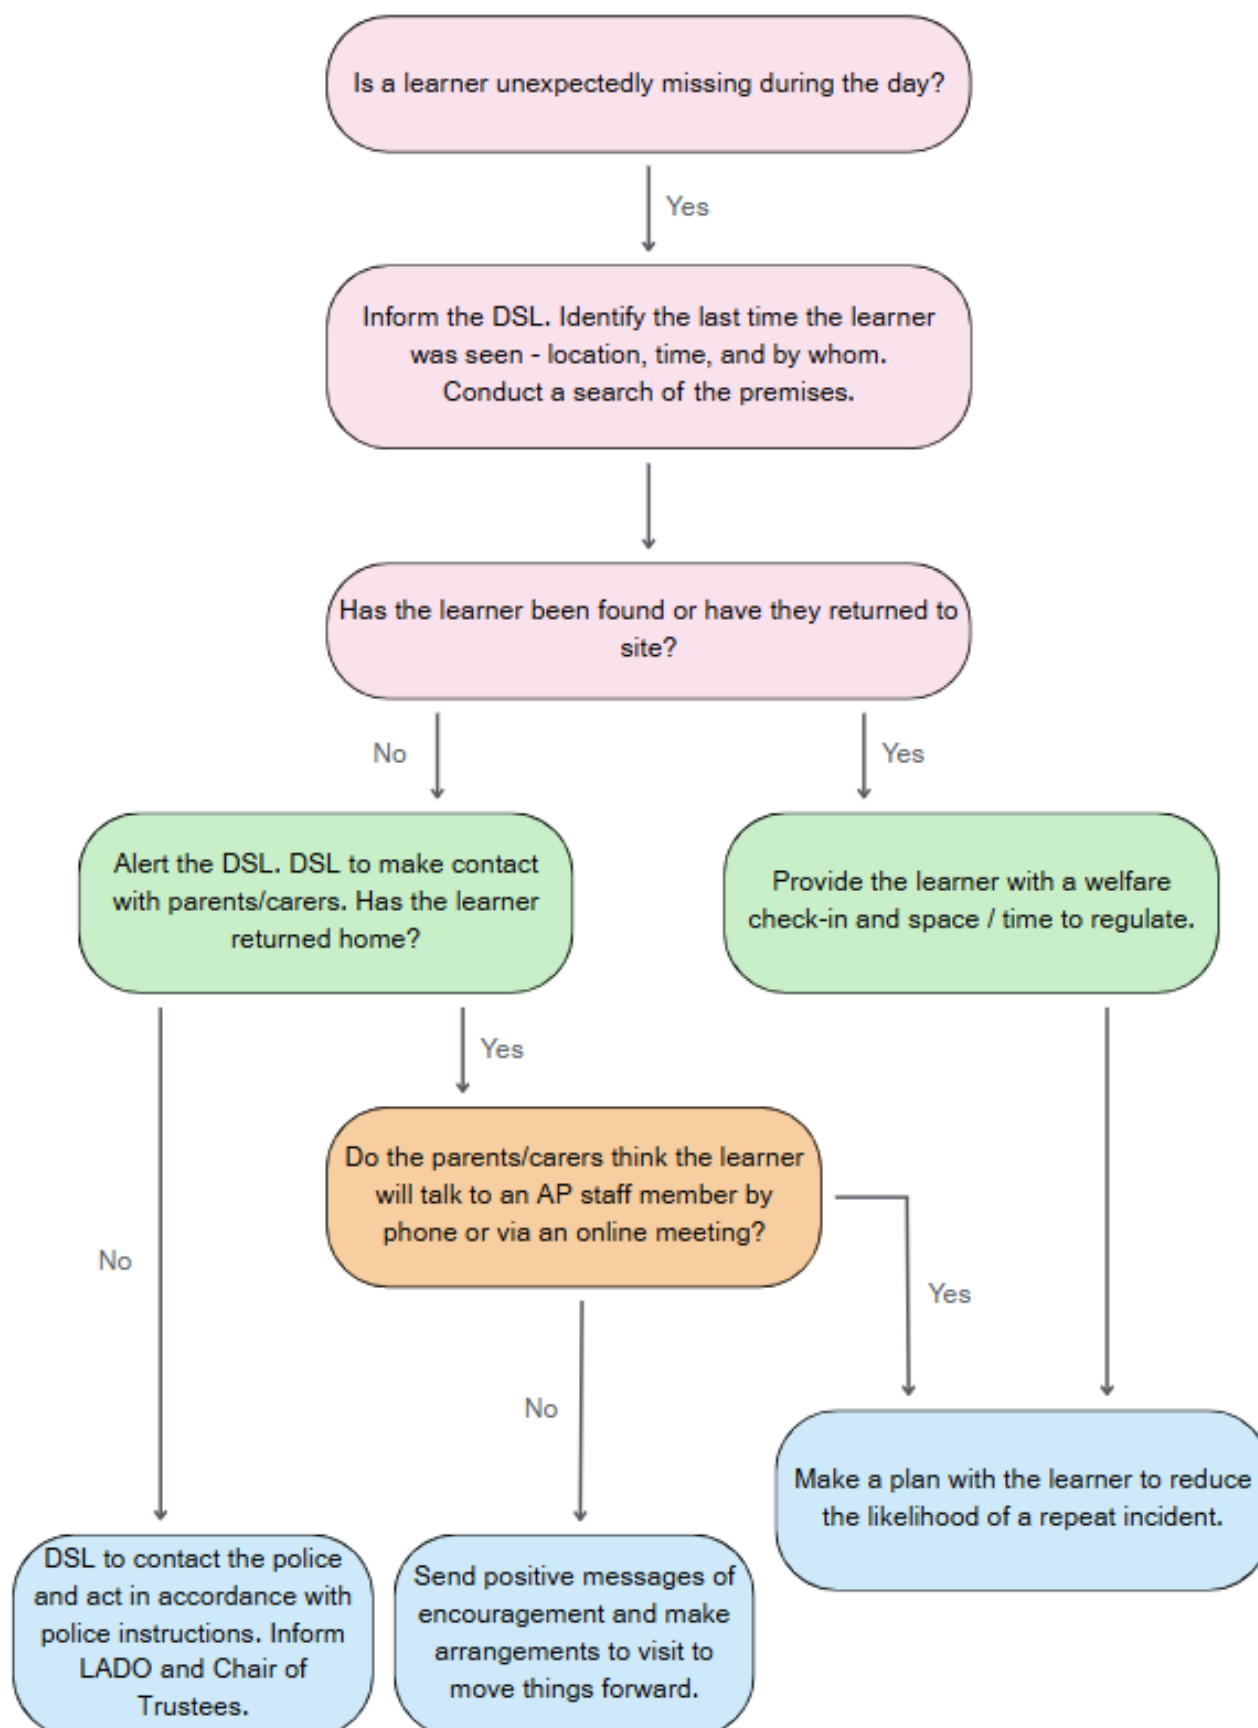 Is a learner unexpectedly missing during the day?
Yes
Inform the DSL. Identify the last time the learner
was seen - location, time, and by whom.
Conduct a search of the premises.
Has the learner been found or have they returned to
site?
No
Yes
Alert the DSL. DSL to make contact
with parents/carers. Has the learner
returned home?
Provide the learner with a welfare
check-in and space / time to regulate.
Yes
Do the parents/carers think the learner
will talk to an AP staff member by
phone or via an online meeting?
No
Yes
No
Make a plan with the learner to reduce
the likelihood of a repeat incident.
DSL to contact the police
and act in accordance with
police instructions. Inform
LADO and Chair of
Trustees.
Send positive messages of
encouragement and make
arrangements to visit to
move things forward.